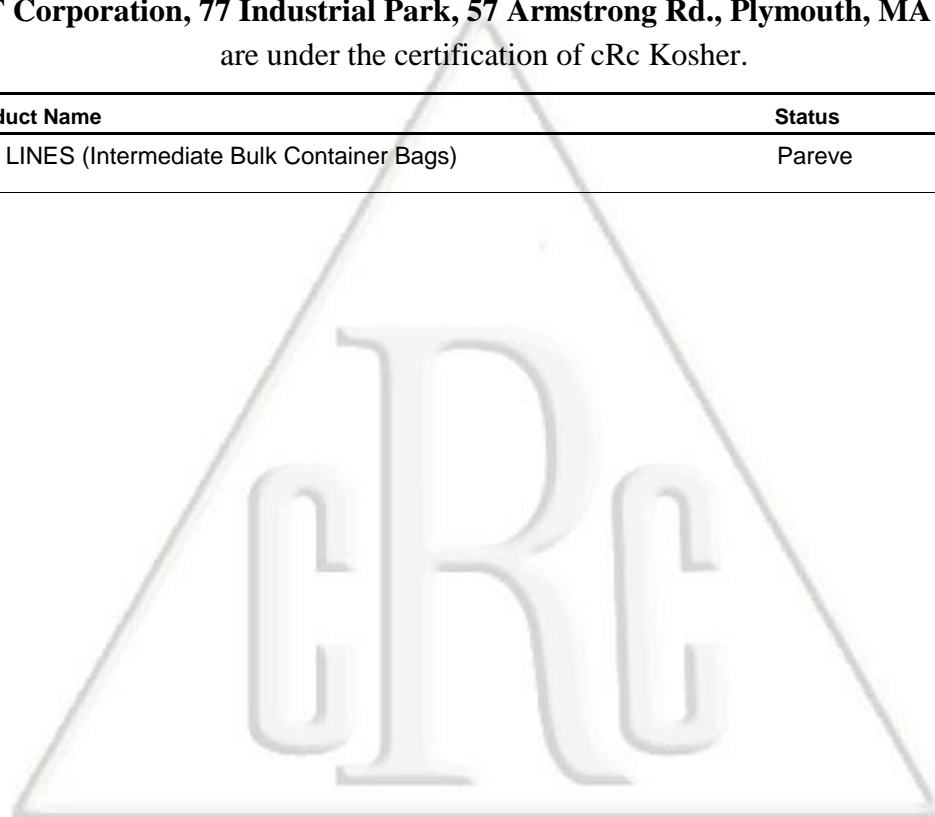 Corporation, 77 Industrial Park, 57 Armstrong Rd., Plymouth, MA
are under the certification of cRc Kosher.
duct Name Status
LINES (Intermediate Bulk Container Bags) Pareve
cRc